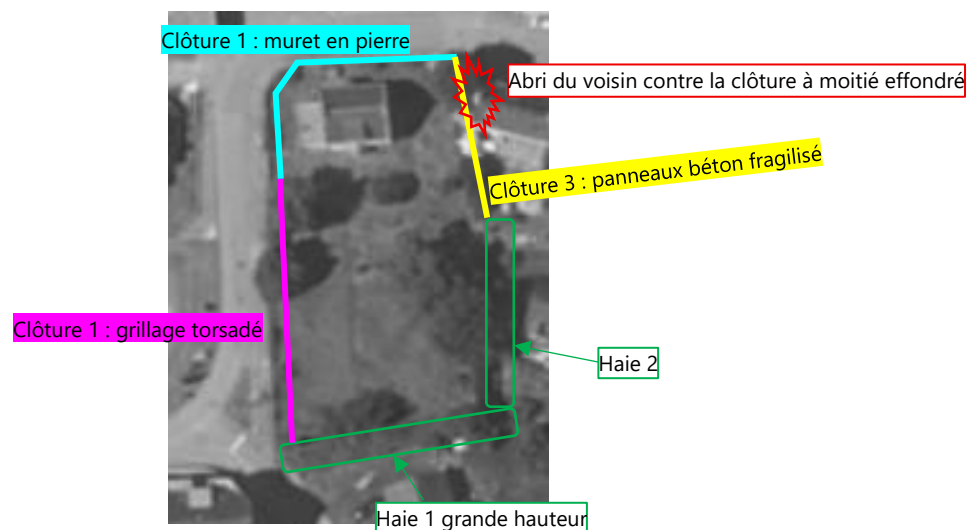 Clôture 1 : muret en pierre
Abri du voisin contre la clôture à moitié effondré
Clôture 3 : panneaux béton fragilisé
Clôture 1 : grillage torsadé
Haie 2
Haie 1 grande hauteur